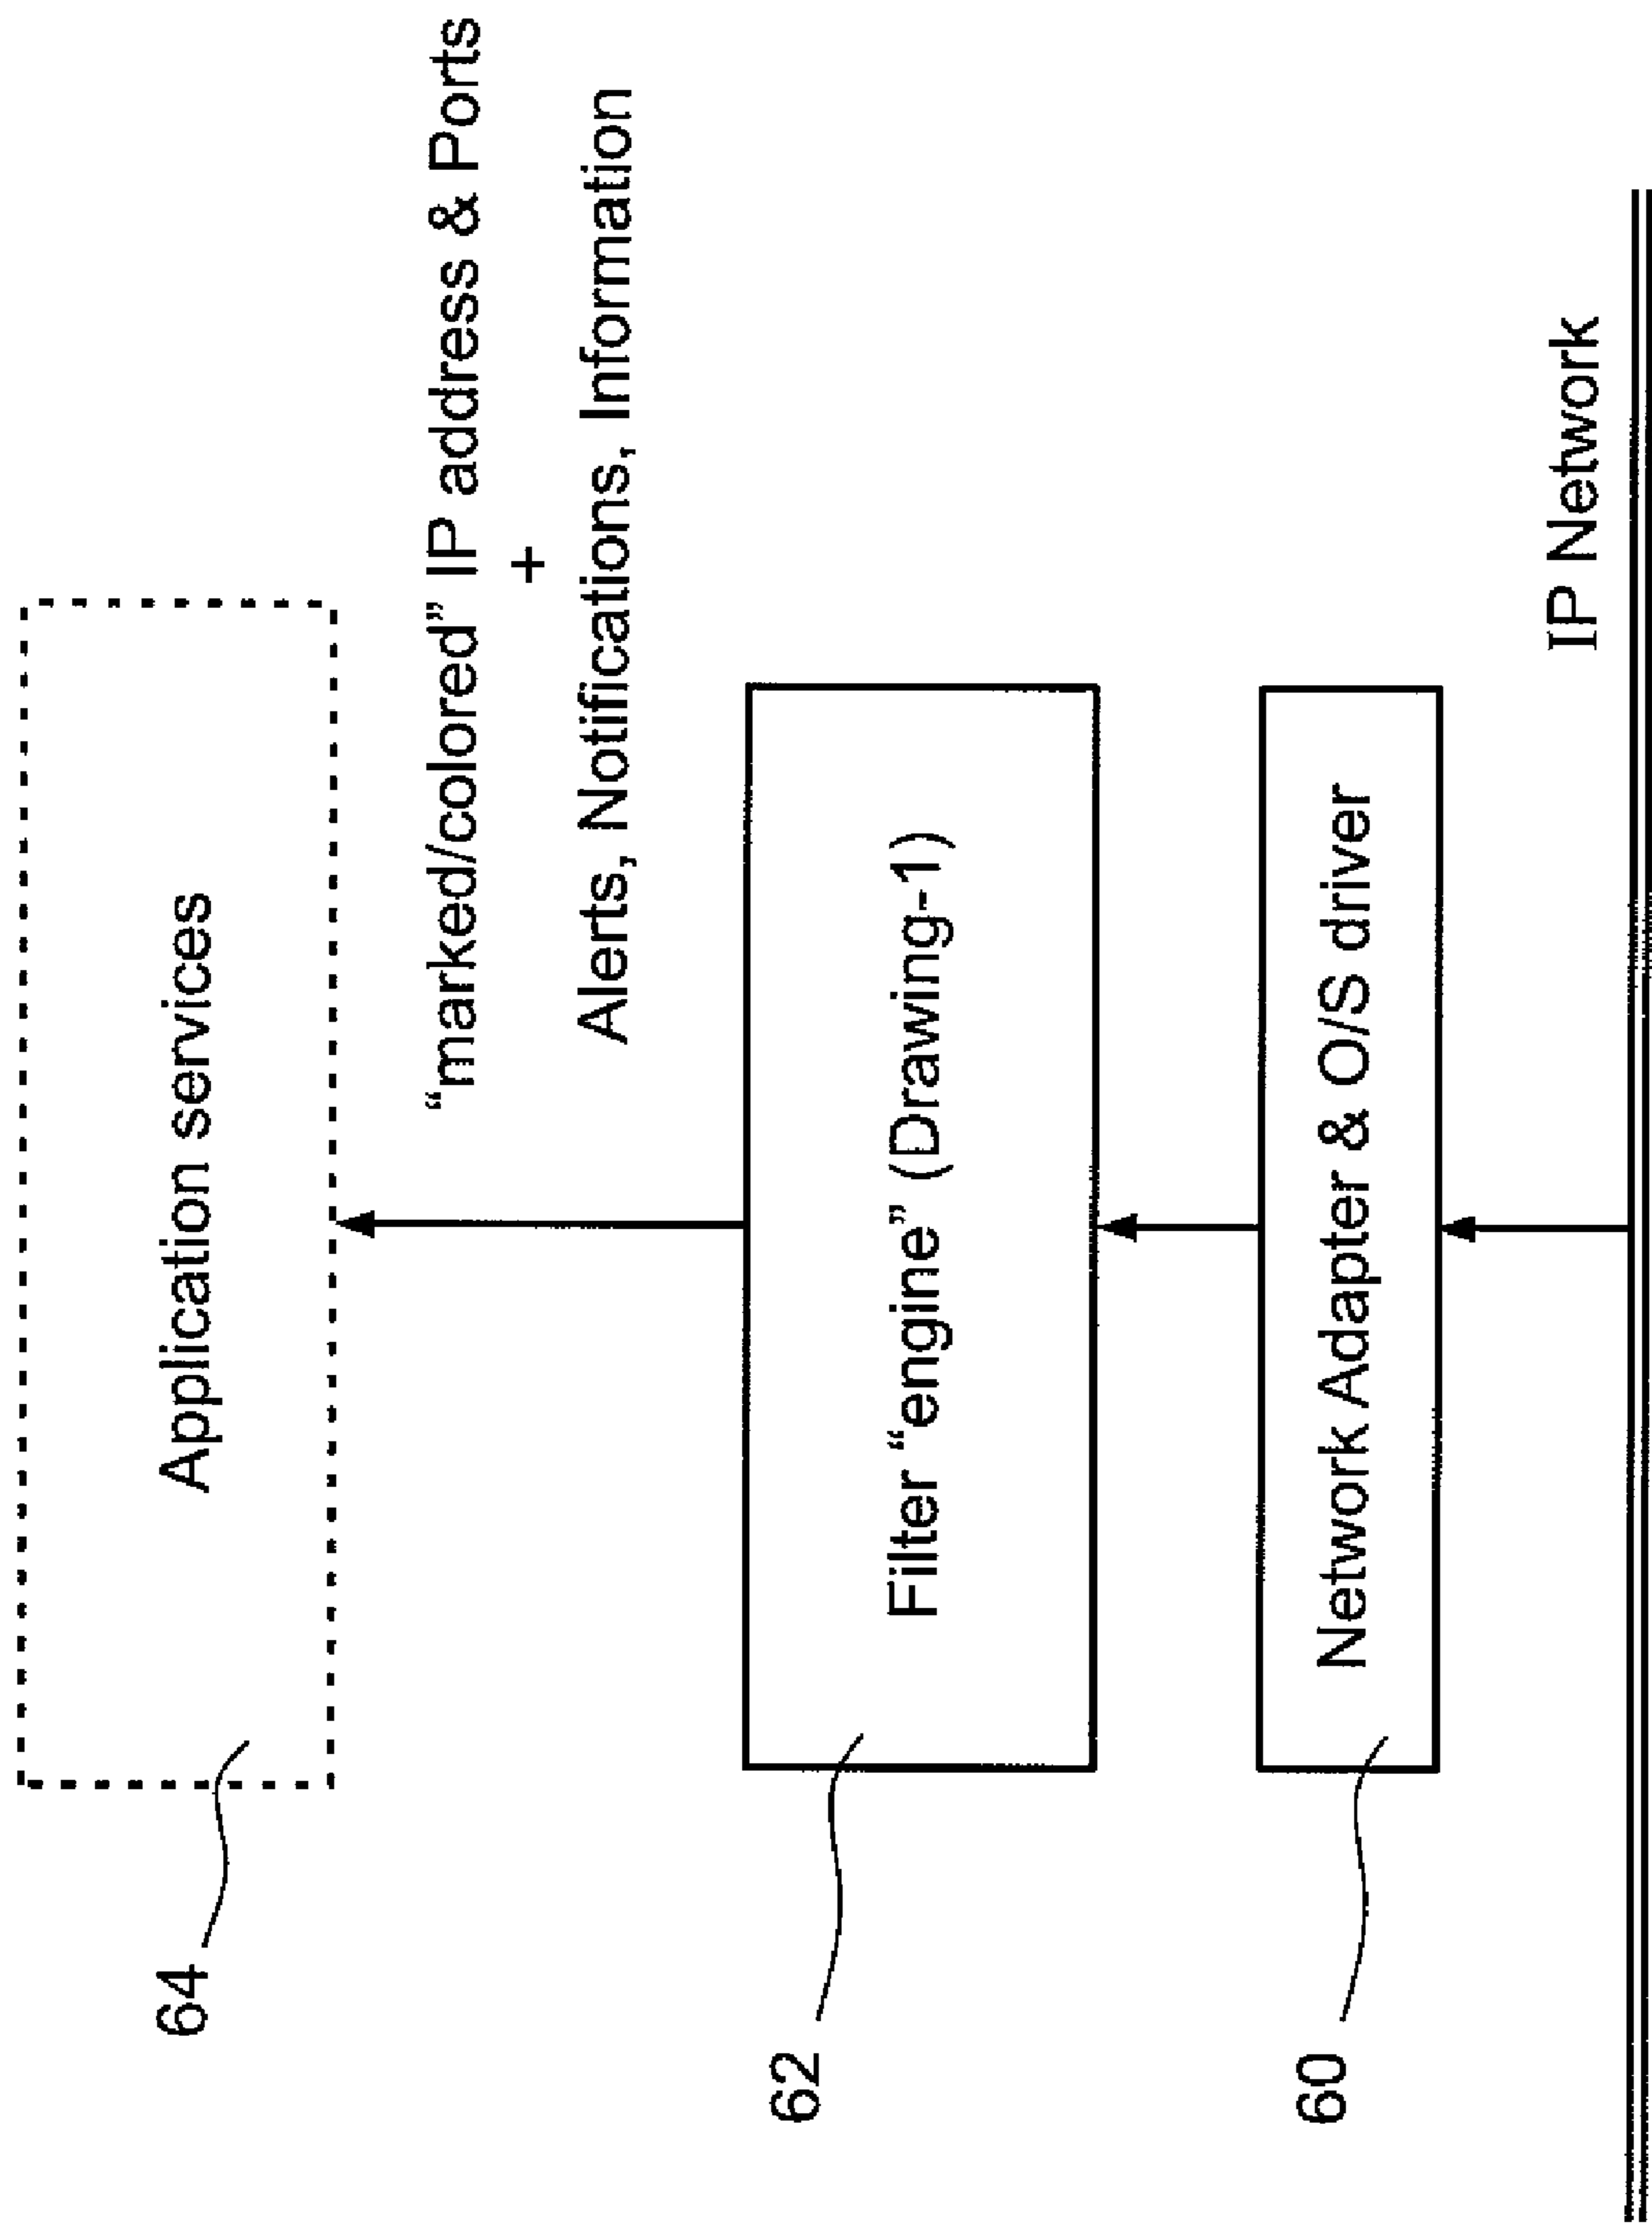 64
Application services
“marked/colored” IP address & Ports
+
Alerts, Notifications, Information
62
Filter “engine” (Drawing-1)
60
Network Adapter & O/S driver
IP Network